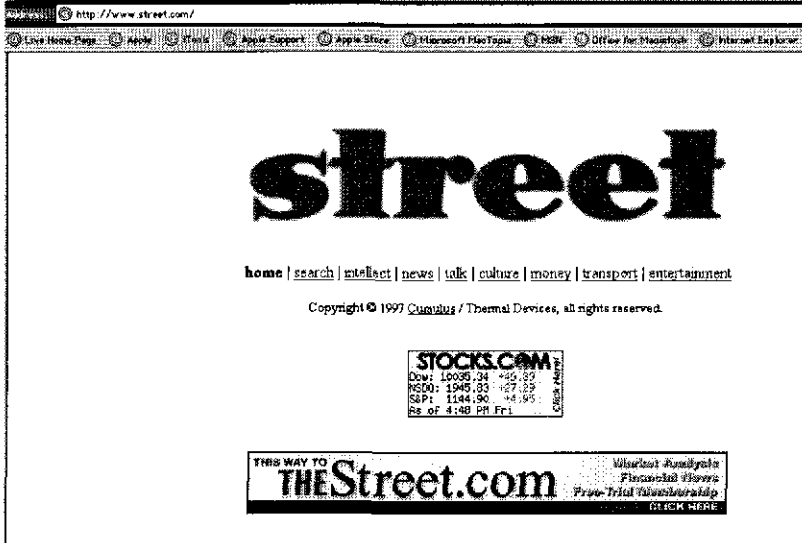 http://www.street.com/
Live Home Page Apple iTools Apple Support Apple Store Microsoft MacTopia MSN Office for Macintosh Internet Explorer
street
home | search | intellect | news | talk | culture | money | transport | entertainment
Copyright © 1997 Cumulus / Thermal Devices, all rights reserved.
STOCKS.COM
Dow: 10035.34 +45.89
NSDQ: 1945.83 +27.29
S&P: 1144.90 +4.95
As of 4:48 PM Fri
Click Here!
THIS WAY TO
THEStreet.com
Market Analysis
Financial News
Free-Trial Membership
CLICK HERE